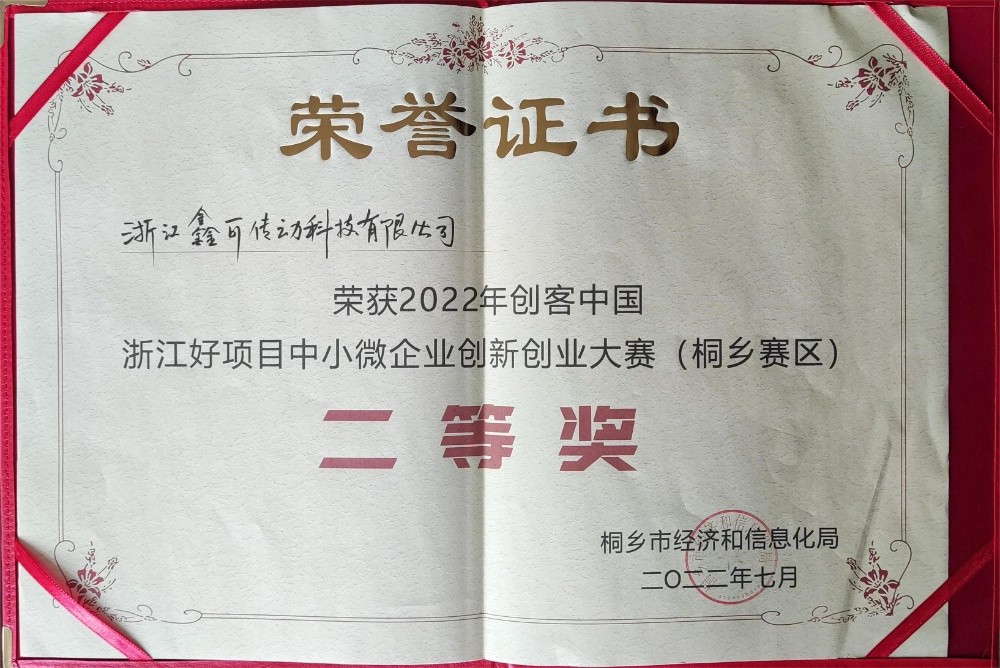 荣誉证书
浙江鑫可传动科技有限公司
荣获2022年创客中国
浙江好项目中小微企业创新创业大赛（桐乡赛区）
二等奖
桐乡市经济和信息化局
二〇二二年七月